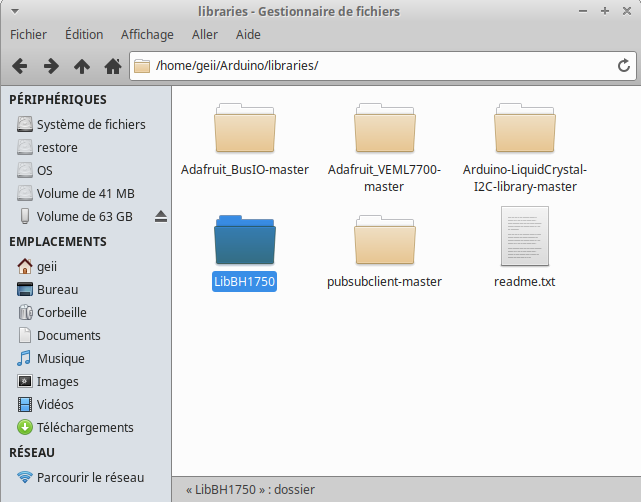 libraries - Gestionnaire de fichiers
Fichier Édition Affichage Aller Aide
/home/geii/Arduino/libraries/
PÉRIPHÉRIQUES
Système de fichiers
restore
OS
Volume de 41 MB
Volume de 63 GB
EMPLACEMENTS
geii
Bureau
Corbeille
Documents
Musique
Images
Vidéos
Téléchargements
RÉSEAU
Parcourir le réseau
Adafruit_BusIO-master
Adafruit_VEML7700-
master
Arduino-LiquidCrystal-
I2C-library-master
LibBH1750
pubsubclient-master
readme.txt
« LibBH1750 » : dossier